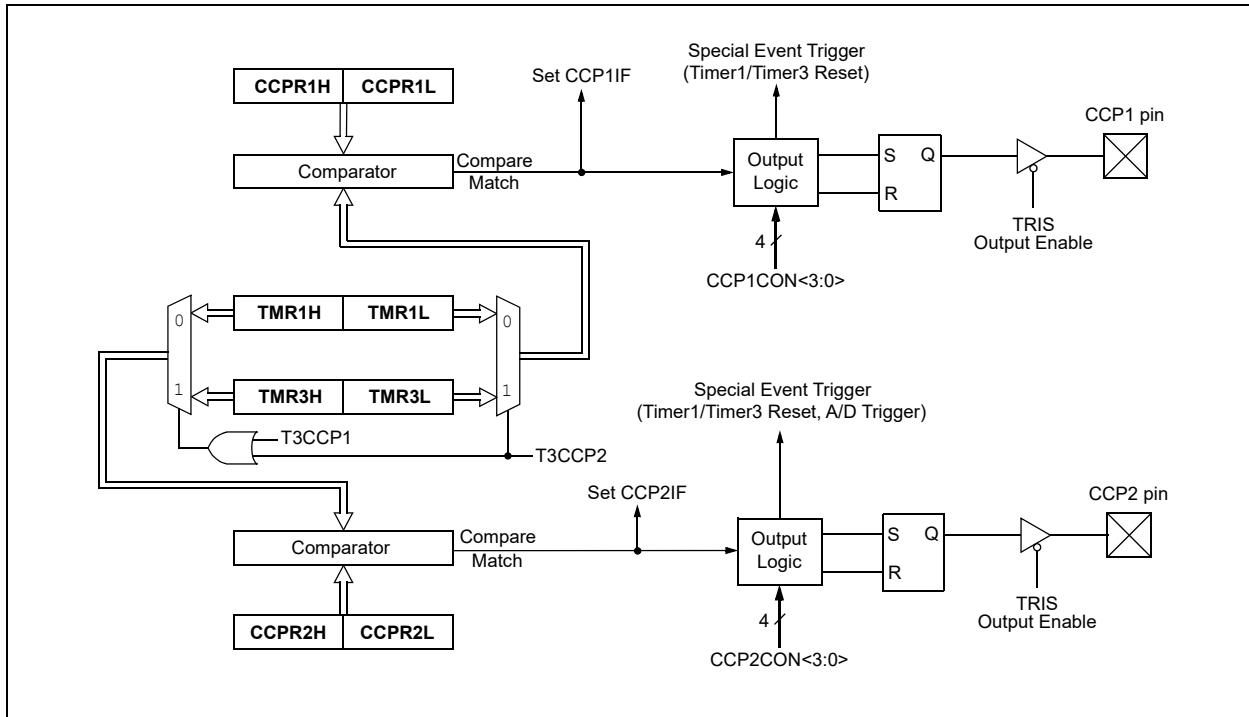 Special Event Trigger
(Timer1/Timer3 Reset)
Set CCP1IF
CCPR1H CCPR1L
CCP1 pin
Comparator
Compare
Match
Output
Logic
S Q
R
TRIS
Output Enable
4
CCP1CON<3:0>
0 TMR1H TMR1L 0
1 TMR3H TMR3L 1
T3CCP1
T3CCP2
Special Event Trigger
(Timer1/Timer3 Reset, A/D Trigger)
Set CCP2IF
CCP2 pin
Comparator
Compare
Match
Output
Logic
S Q
R
TRIS
Output Enable
4
CCPR2H CCPR2L
CCP2CON<3:0>